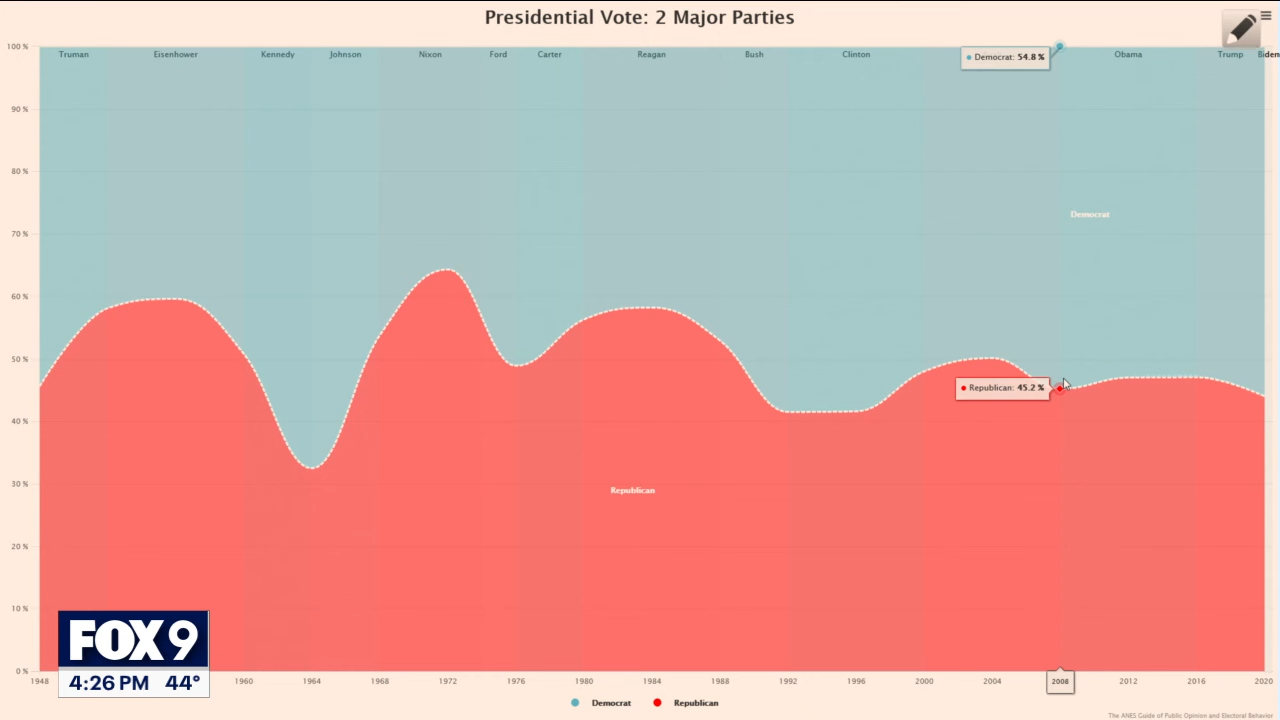 Presidential Vote: 2 Major Parties
100 %
Truman
Eisenhower
Kennedy
Johnson
Nixon
Ford
Carter
Reagan
Bush
Clinton
Democrat: 54.8 %
Obama
Trump
Biden
90 %
80 %
Democrat
70 %
60 %
50 %
Republican: 45.2 %
40 %
30 %
Republican
20 %
10 %
0 %
FOX 9
4:26 PM 44°
1948
1960
1964
1968
1972
1976
1980
1984
1988
1992
1996
2000
2004
2008
2012
2016
2020
Democrat
Republican
The ANES Guide of Public Opinion and Electoral Behavior